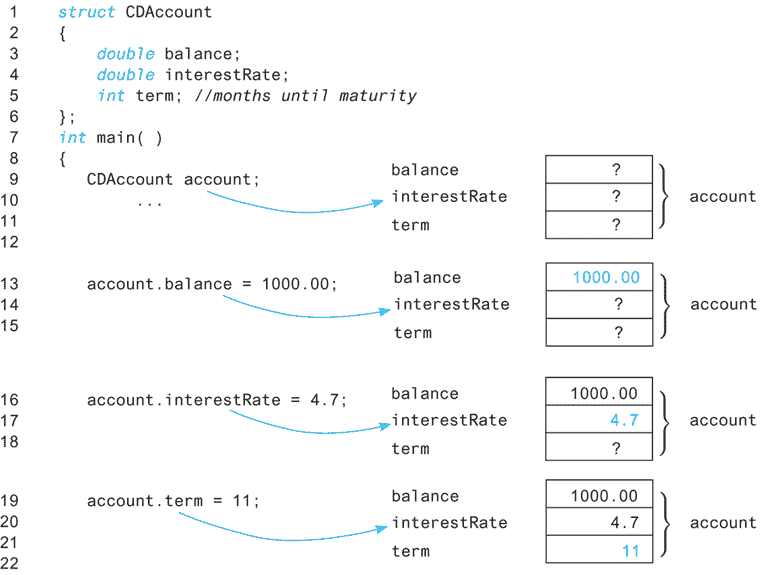 1 struct CDAccount
2 {
3 double balance;
4 double interestRate;
5 int term; //months until maturity
6 };
7 int main( )
8 {
9 CDAccount account; balance ?
10 ... interestRate ? account
11 term ?
12
13 account.balance = 1000.00; balance 1000.00
14 interestRate ? account
15 term ?
16 account.interestRate = 4.7; balance 1000.00
17 interestRate 4.7 account
18 term ?
19 account.term = 11; balance 1000.00
20 interestRate 4.7 account
21 term 11
22